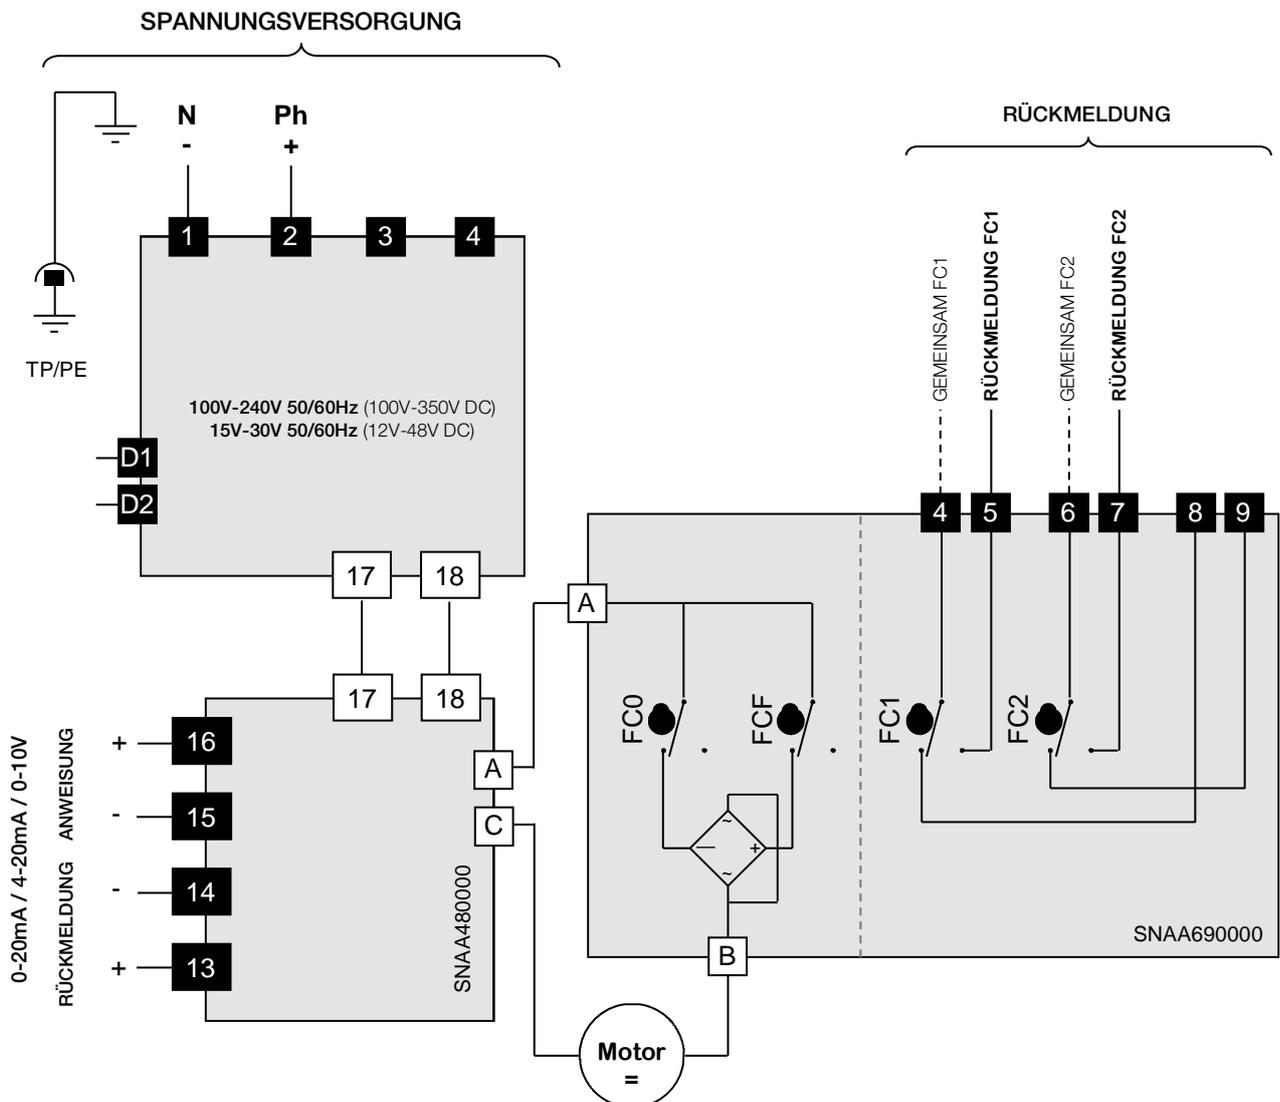 SPANNUNGSVERSORGUNG
N
Ph
-
+
RÜCKMELDUNG
GEMEINSAM FC1
RÜCKMELDUNG FC1
GEMEINSAM FC2
RÜCKMELDUNG FC2
1
2
3
4
TP/PE
100V-240V 50/60Hz (100V-350V DC)
15V-30V 50/60Hz (12V-48V DC)
D1
D2
17
18
4
5
6
7
8
9
A
17
18
FC0
FCF
FC1
FC2
0-20mA / 4-20mA / 0-10V
ANWEISUNG
RÜCKMELDUNG
+
16
-
15
-
14
+
13
A
C
SNAA480000
~
—
+
~
SNAA690000
B
Motor
=